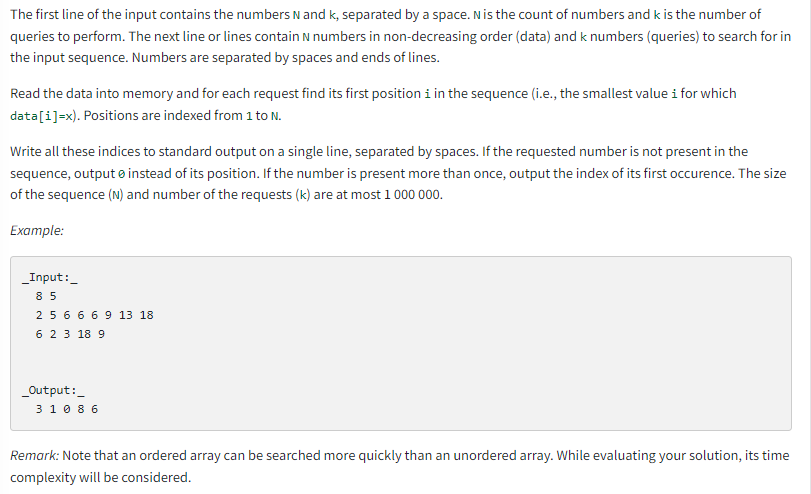 The first line of the input contains the numbers N and k, separated by a space. N is the count of numbers and k is the number of
queries to perform. The next line or lines contain N numbers in non-decreasing order (data) and k numbers (queries) to search for in
the input sequence. Numbers are separated by spaces and ends of lines.
Read the data into memory and for each request find its first position i in the sequence (i.e., the smallest value i for which
data[i]=x). Positions are indexed from 1 to N.
Write all these indices to standard output on a single line, separated by spaces. If the requested number is not present in the
sequence, output 0 instead of its position. If the number is present more than once, output the index of its first occurence. The size
of the sequence (N) and number of the requests (k) are at most 1 000 000.
Example:
_Input:_
8 5
2 5 6 6 6 9 13 18
6 2 3 18 9
_Output:_
3 1 0 8 6
Remark: Note that an ordered array can be searched more quickly than an unordered array. While evaluating your solution, its time
complexity will be considered.